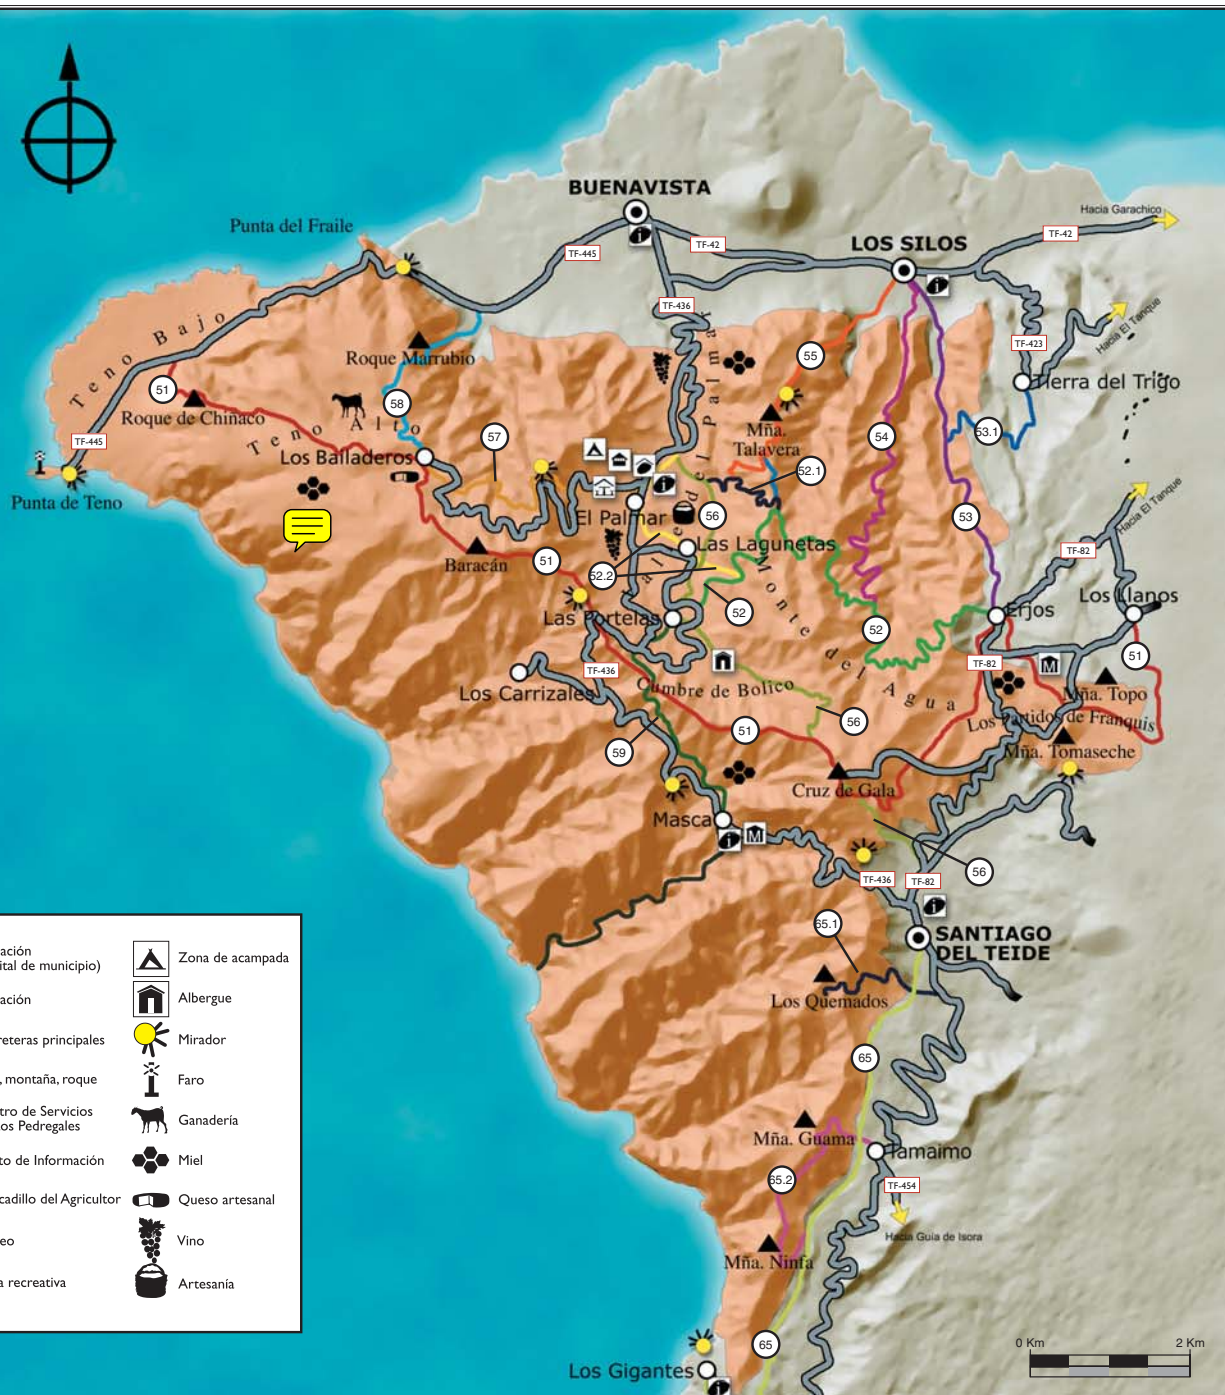 BUENAVISTA
Hacia Garachico
Punta del Fraile
TF-42
TF-42
LOS SILOS
TF-445
TF-436
Hacia El Tanque
Teno Bajo
TF-423
Roque Marrubio
55
51
Roque de Chiñaco
58
Tierra del Trigo
Mña.
Talavera
Teno Alto
57
54
53.1
TF-445
Los Bailaderos
52.1
Punta de Teno
Hacia El Tanque
El Palmar
56
53
Valle del Palmar
Las Lagunetas
TF-82
Baracán
51
52.2
Los Llanos
52
Erjos
Las Portelas
52
Monte del Agua
51
TF-82
TF-436
Los Carrizales
Cumbre de Bolico
Mña. Topo
56
Los Partidos de Franquis
51
59
Mña. Tomaseche
Cruz de Gala
Masca
56
TF-436
TF-82
65.1
SANTIAGO
DEL TEIDE
Los Quemados
65
Mña. Guama
Tamaimo
65.2
TF-454
Hacia Guia de Isora
Mña. Ninfa
65
Los Gigantes
0 Km
2 Km
ación
ital de municipio)
ación
reteras principales
, montaña, roque
tro de Servicios
os Pedregales
to de Información
cadillo del Agricultor
eo
a recreativa
Zona de acampada
Albergue
Mirador
Faro
Ganadería
Miel
Queso artesanal
Vino
Artesanía